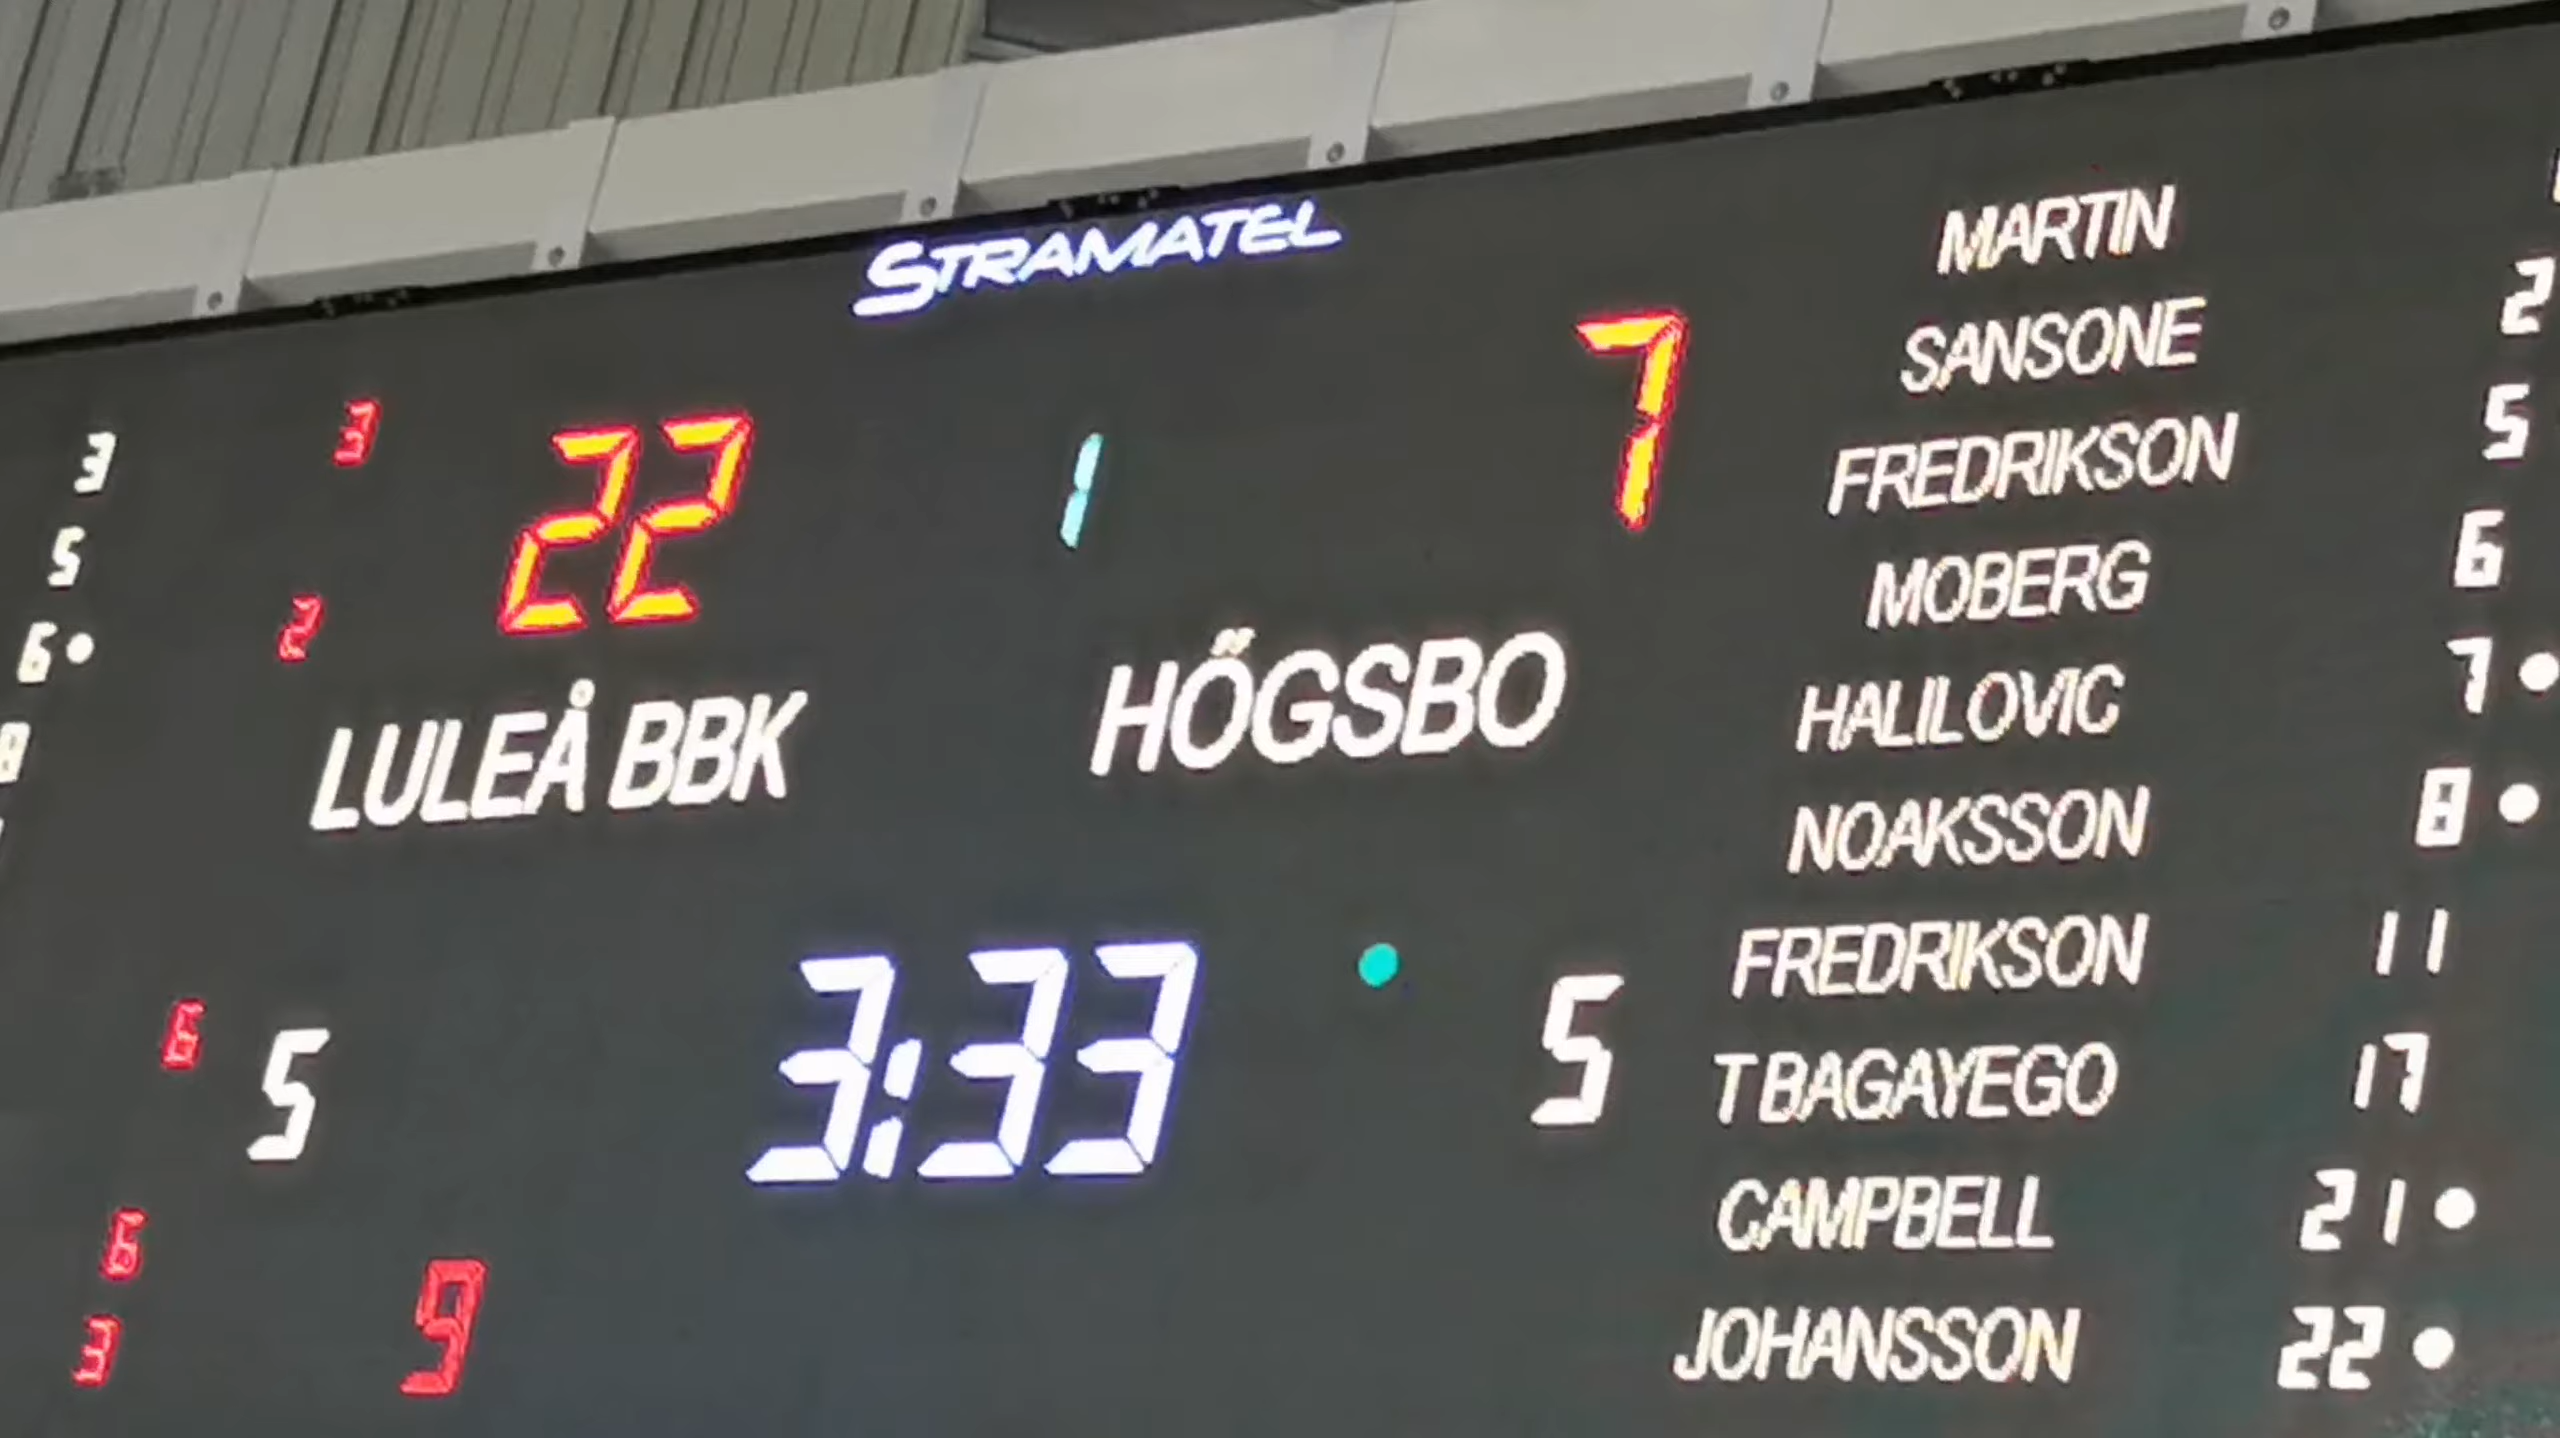 STRAMATEL
22 1 7
LULEÅ BBK HÖGSBO
3 3
5
6 2
8
6 5 3:33 5
6
3 9
MARTIN
SANSONE 2
FREDRIKSON 5
MOBERG 6
HALILOVIC 7
NOAKSSON 8
FREDRIKSON 11
T BAGAYEGO 17
CAMPBELL 21
JOHANSSON 22